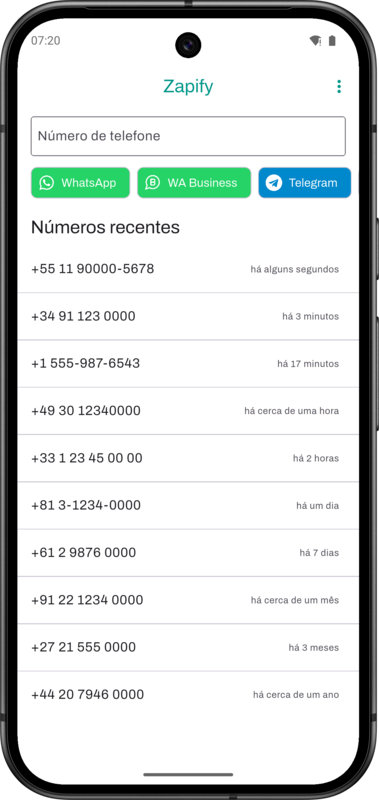 07:20
Zapify
Número de telefone
WhatsApp
WA Business
Telegram
Números recentes
+55 11 90000-5678 há alguns segundos
+34 91 123 0000 há 3 minutos
+1 555-987-6543 há 17 minutos
+49 30 12340000 há cerca de uma hora
+33 1 23 45 00 00 há 2 horas
+81 3-1234-0000 há um dia
+61 2 9876 0000 há 7 dias
+91 22 1234 0000 há cerca de um mês
+27 21 555 0000 há 3 meses
+44 20 7946 0000 há cerca de um ano